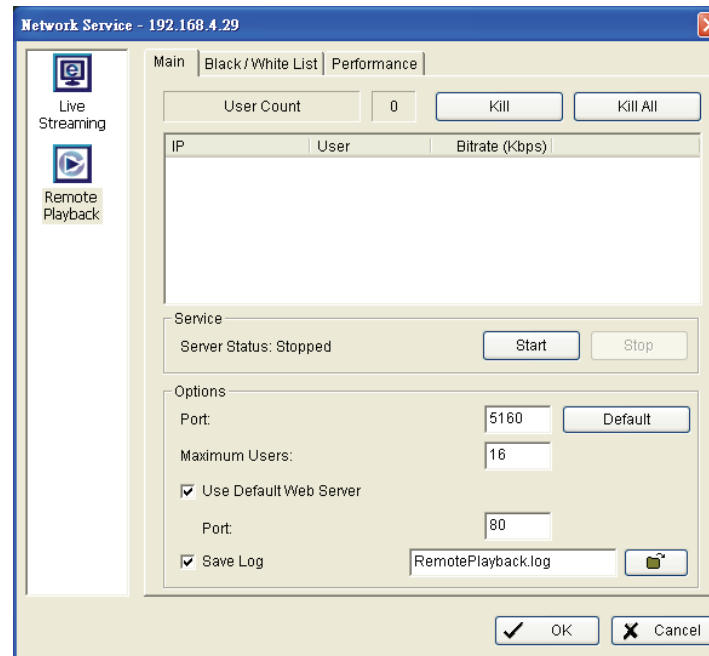 Network Service - 192.168.4.29
Live
Streaming
Remote
Playback
Main Black / White List Performance
User Count 0 Kill Kill All
IP User Bitrate (Kbps)
Service
Server Status: Stopped Start Stop
Options
Port: 5160 Default
Maximum Users: 16
Use Default Web Server
Port: 80
Save Log RemotePlayback.log
OK Cancel